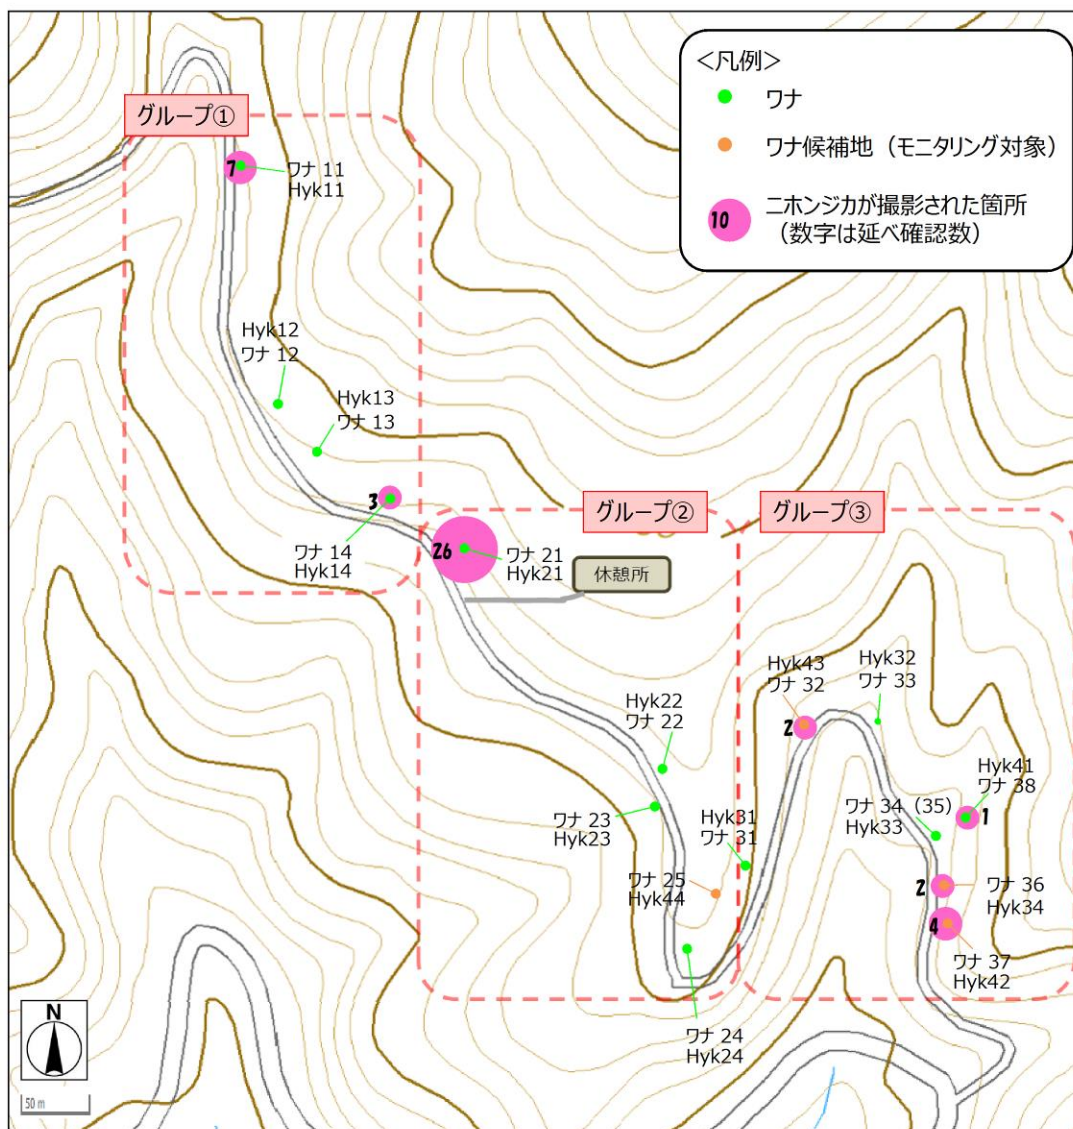 <凡例>
ワナ
ワナ候補地（モニタリング対象）
10
ニホンジカが撮影された箇所
（数字は延べ確認数）
グループ①
7
ワナ 11
Hyk11
Hyk12
ワナ 12
Hyk13
ワナ 13
3
ワナ 14
Hyk14
グループ②
グループ③
26
ワナ 21
Hyk21
休憩所
Hyk22
ワナ 22
ワナ 23
Hyk23
Hyk31
ワナ 31
ワナ 25
Hyk44
ワナ 24
Hyk24
Hyk43
ワナ 32
2
Hyk32
ワナ 33
Hyk41
ワナ 38
1
ワナ 34（35）
Hyk33
2
ワナ 36
Hyk34
4
ワナ 37
Hyk42
N
50 m